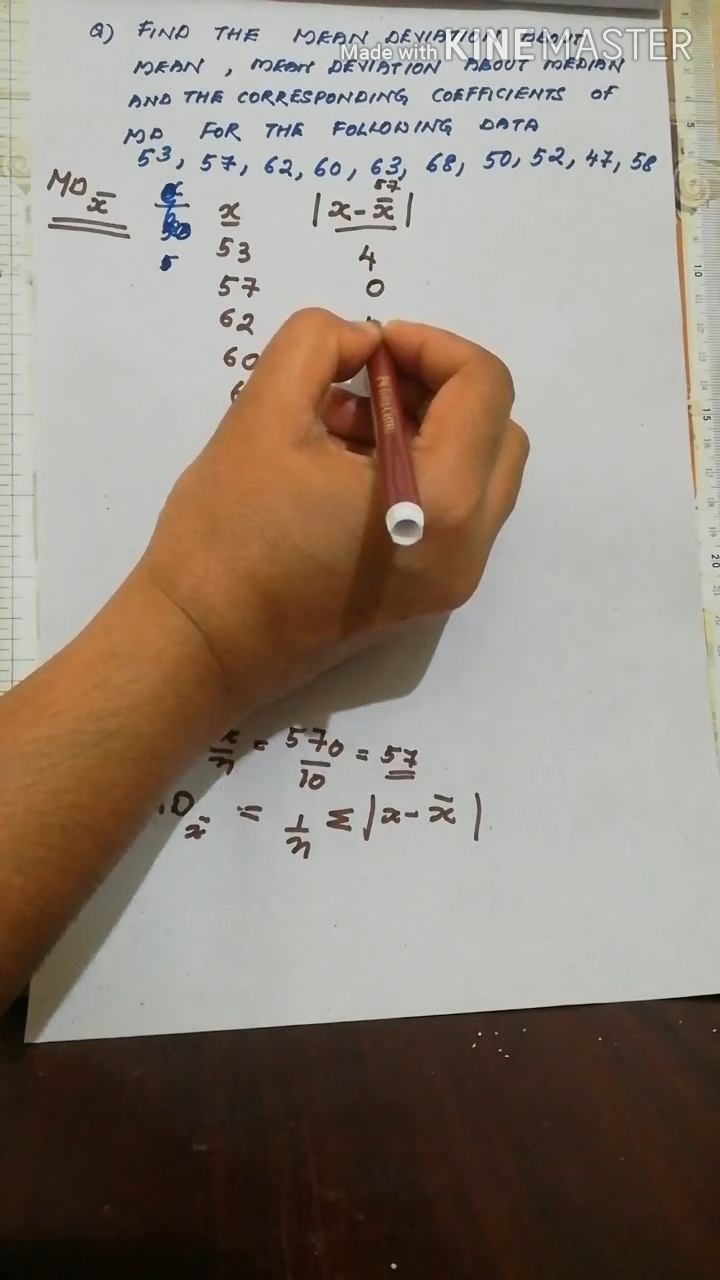 Q) FIND THE MEAN DEVIATION ABOUT
Made with KINEMASTER
MEAN, MEAN DEVIATION ABOUT MEDIAN
AND THE CORRESPONDING COEFFICIENTS OF
MD FOR THE FOLLOWING DATA
53, 57, 62, 60, 63, 68, 50, 52, 47, 58
MD x̄
x |x - x̄| 57
53 4
57 0
62
60
6
x/n = 570/10 = 57
D x̄ = 1/n Σ |x - x̄|